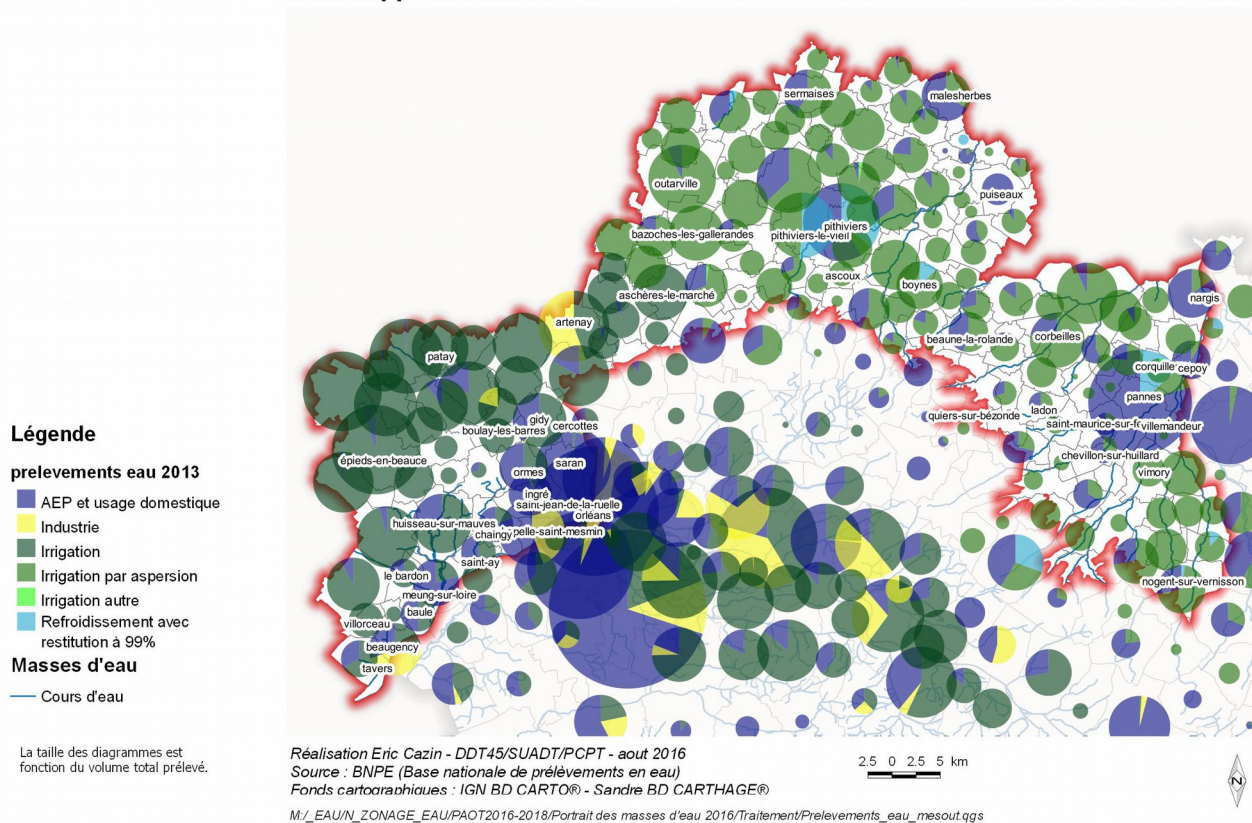 sermaises
malesherbes
outarville
puiseaux
bazoches-les-gallerandes
pithiviers-le-vieil
pithiviers
ascoux
boynes
aschères-le-marché
nargis
artenay
beaune-la-rolande
corbeilles
patay
corquille
cepoy
pannes
quiers-sur-bézonde
ladon
saint-maurice-sur-f
villemandeur
gidy
boulay-les-barres
cercottes
chevillon-sur-huillard
vimory
épieds-en-beauce
saran
ormes
ingré
saint-jean-de-la-ruelle
orléans
huisseau-sur-mauves
chaingy
pelle-saint-mesmin
saint-ay
le bardon
nogent-sur-vernisson
meung-sur-loire
baule
villorceau
beaugency
tavers
Légende
prelevements eau 2013
AEP et usage domestique
Industrie
Irrigation
Irrigation par aspersion
Irrigation autre
Refroidissement avec
restitution à 99%
Masses d'eau
Cours d'eau
La taille des diagrammes est
fonction du volume total prélevé.
Réalisation Eric Cazin - DDT45/SUADT/PCPT - aout 2016
Source : BNPE (Base nationale de prélèvements en eau)
Fonds cartographiques : IGN BD CARTO® - Sandre BD CARTHAGE®
2.5 0 2.5 5 km
N
M:/_EAU/N_ZONAGE_EAU/PAOT2016-2018/Portrait des masses d'eau 2016/Traitement/Prelevements_eau_mesout.qgs